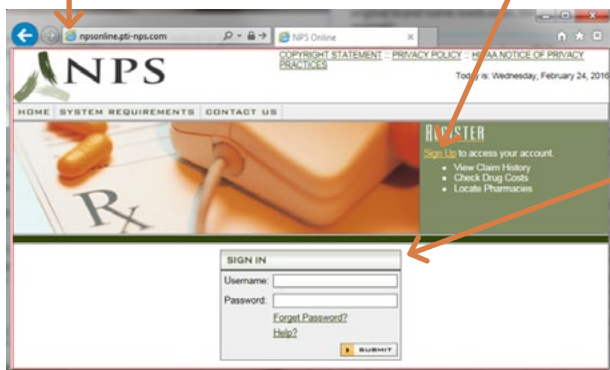 npsonline.pti-nps.com
NPS Online
NPS
COPYRIGHT STATEMENT :: PRIVACY POLICY :: HIPAA NOTICE OF PRIVACY
PRACTICES
Today is: Wednesday, February 24, 2016
HOME SYSTEM REQUIREMENTS CONTACT US
REGISTER
Sign Up to access your account.
• View Claim History
• Check Drug Costs
• Locate Pharmacies
Rx
SIGN IN
Username:
Password:
Forget Password?
Help?
SUBMIT